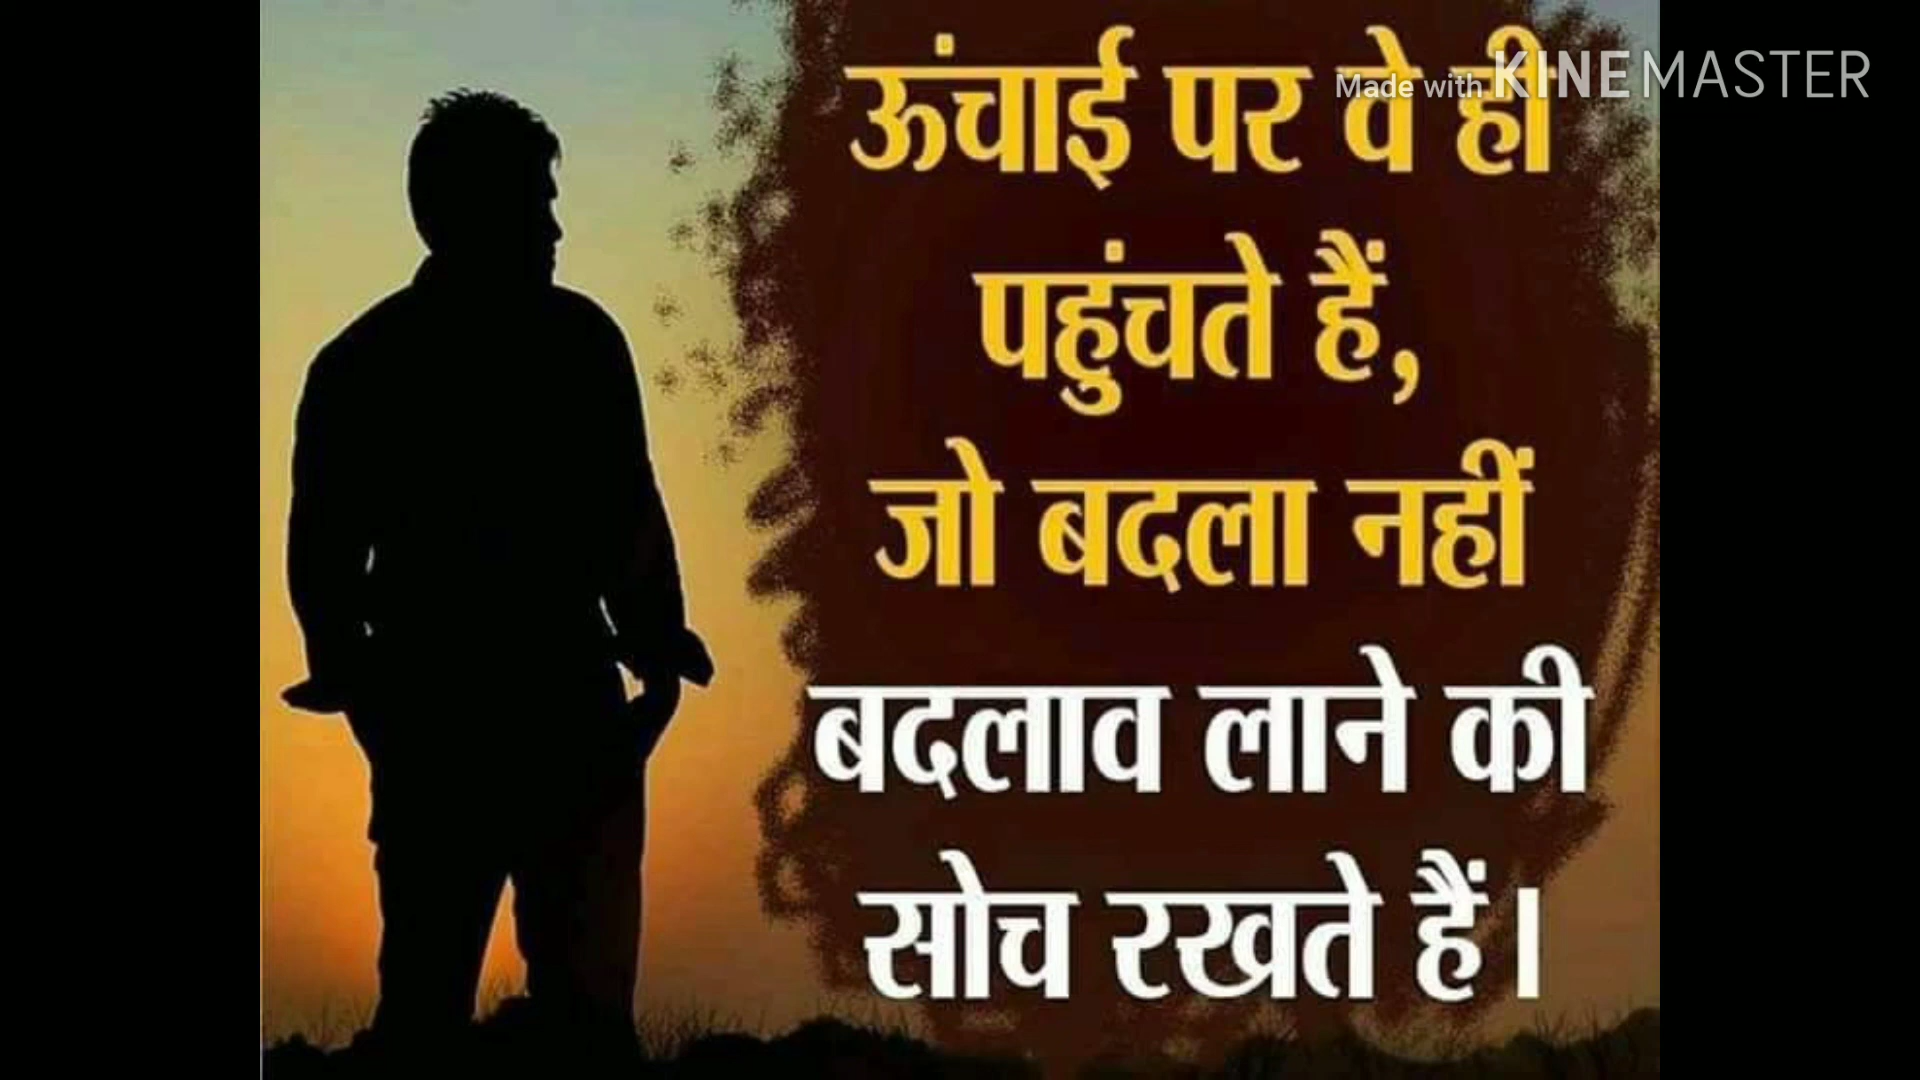 ऊंचाई पर वे ही
Made with KINEMASTER
पहुंचते हैं,
जो बदला नहीं
बदलाव लाने की
सोच रखते हैं।